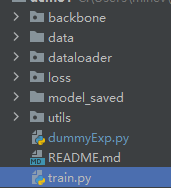 backbone
data
dataloader
loss
model_saved
utils
dummyExp.py
README.md
train.py